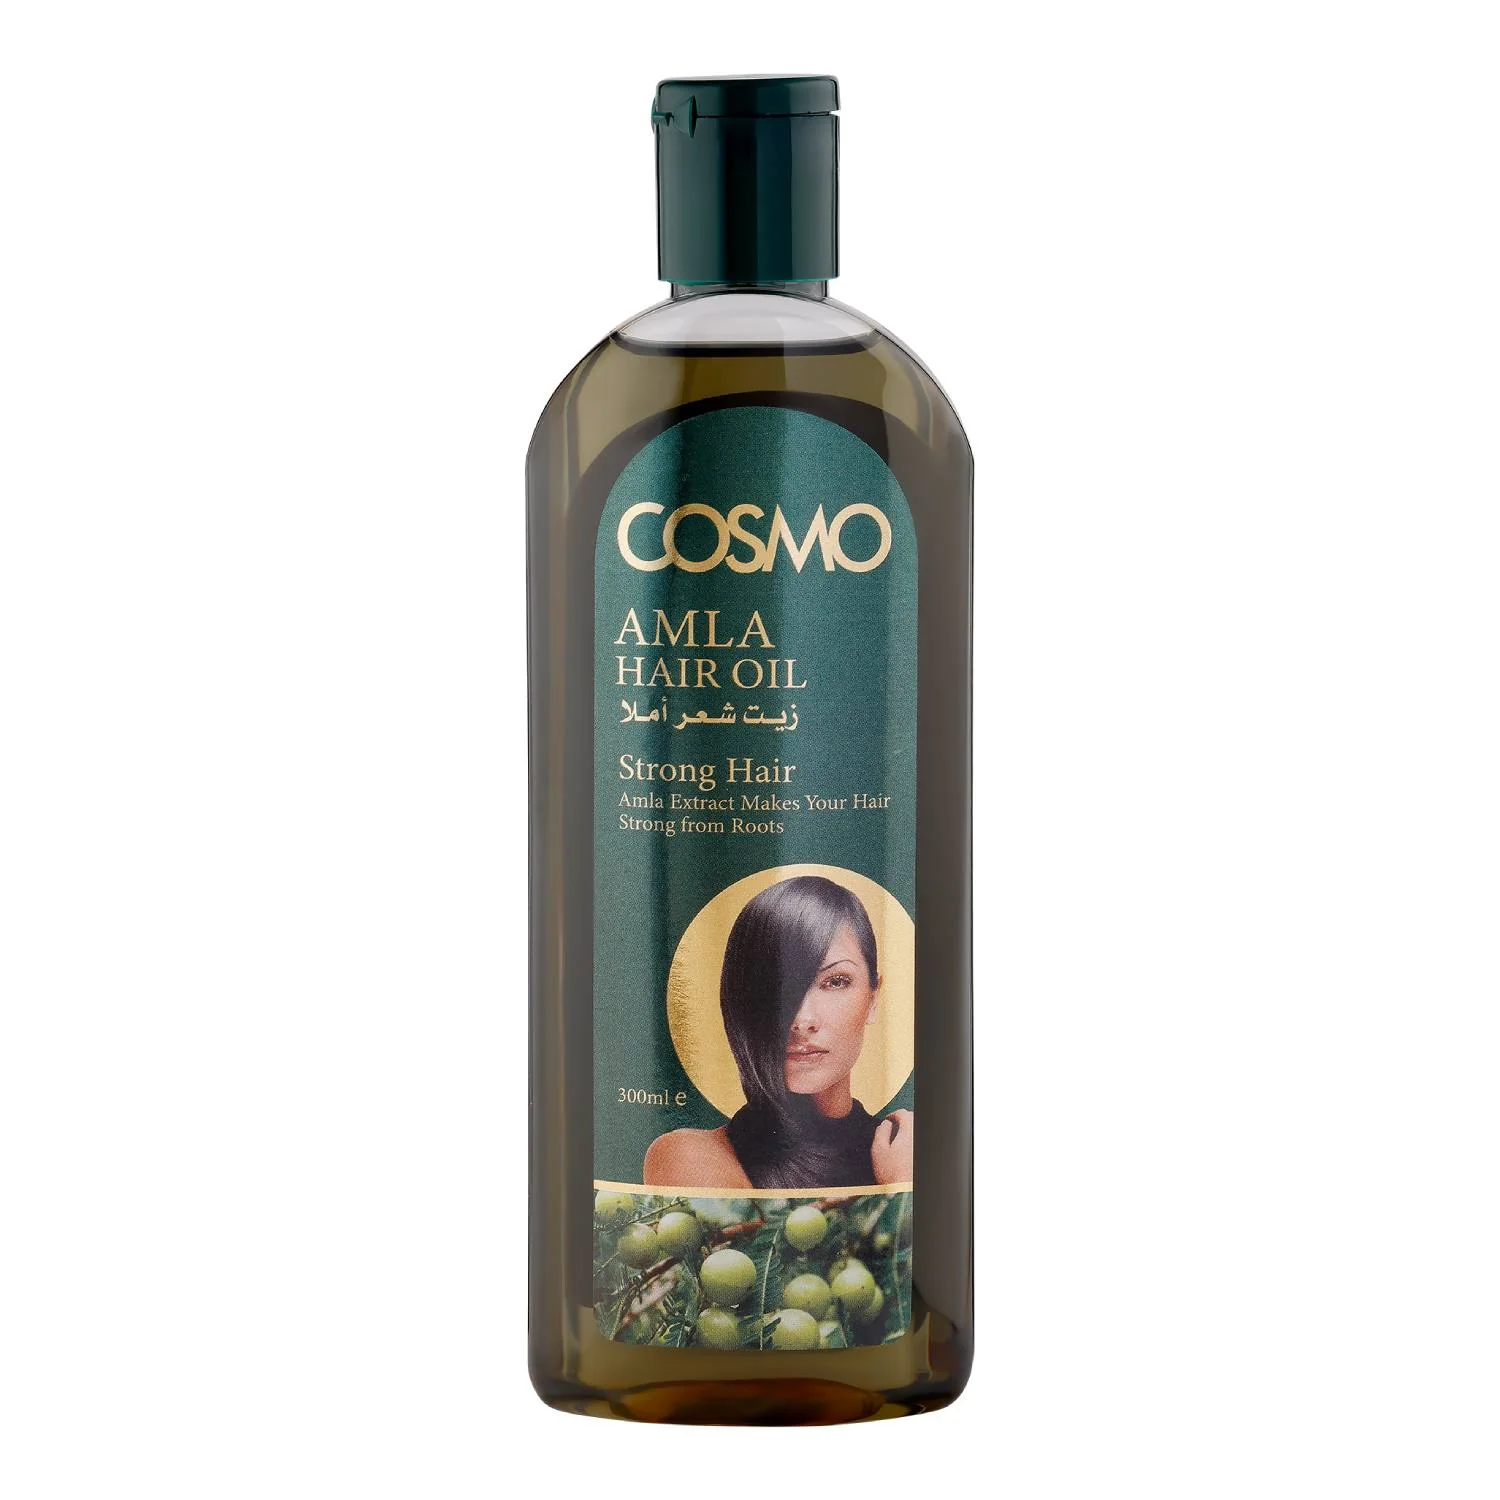 COSMO
AMLA
HAIR OIL
زيت شعر أملا
Strong Hair
Amla Extract Makes Your Hair
Strong from Roots
300ml e